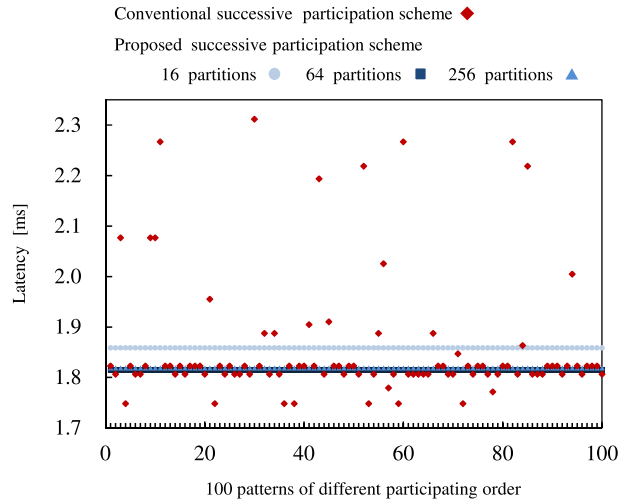 Conventional successive participation scheme
Proposed successive participation scheme
16 partitions 64 partitions 256 partitions
2.3
2.2
2.1
2.0
1.9
1.8
1.7
Latency [ms]
0 20 40 60 80 100
100 patterns of different participating order